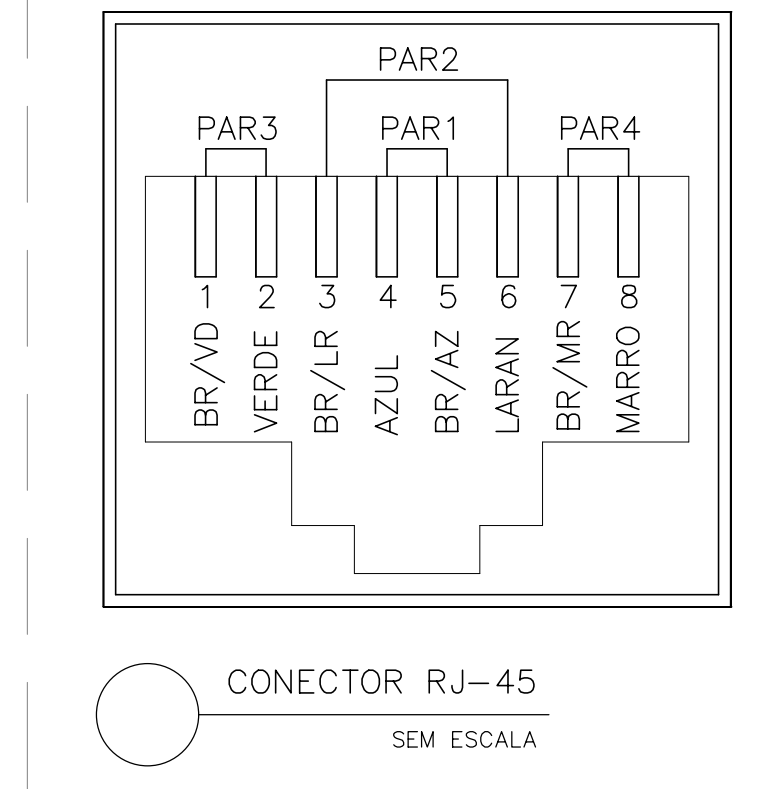 PAR2
PAR3 PAR1 PAR4
1 2 3 4 5 6 7 8
BR/VD VERDE BR/LR AZUL BR/AZ LARAN BR/MR MARRO
CONECTOR RJ-45
SEM ESCALA